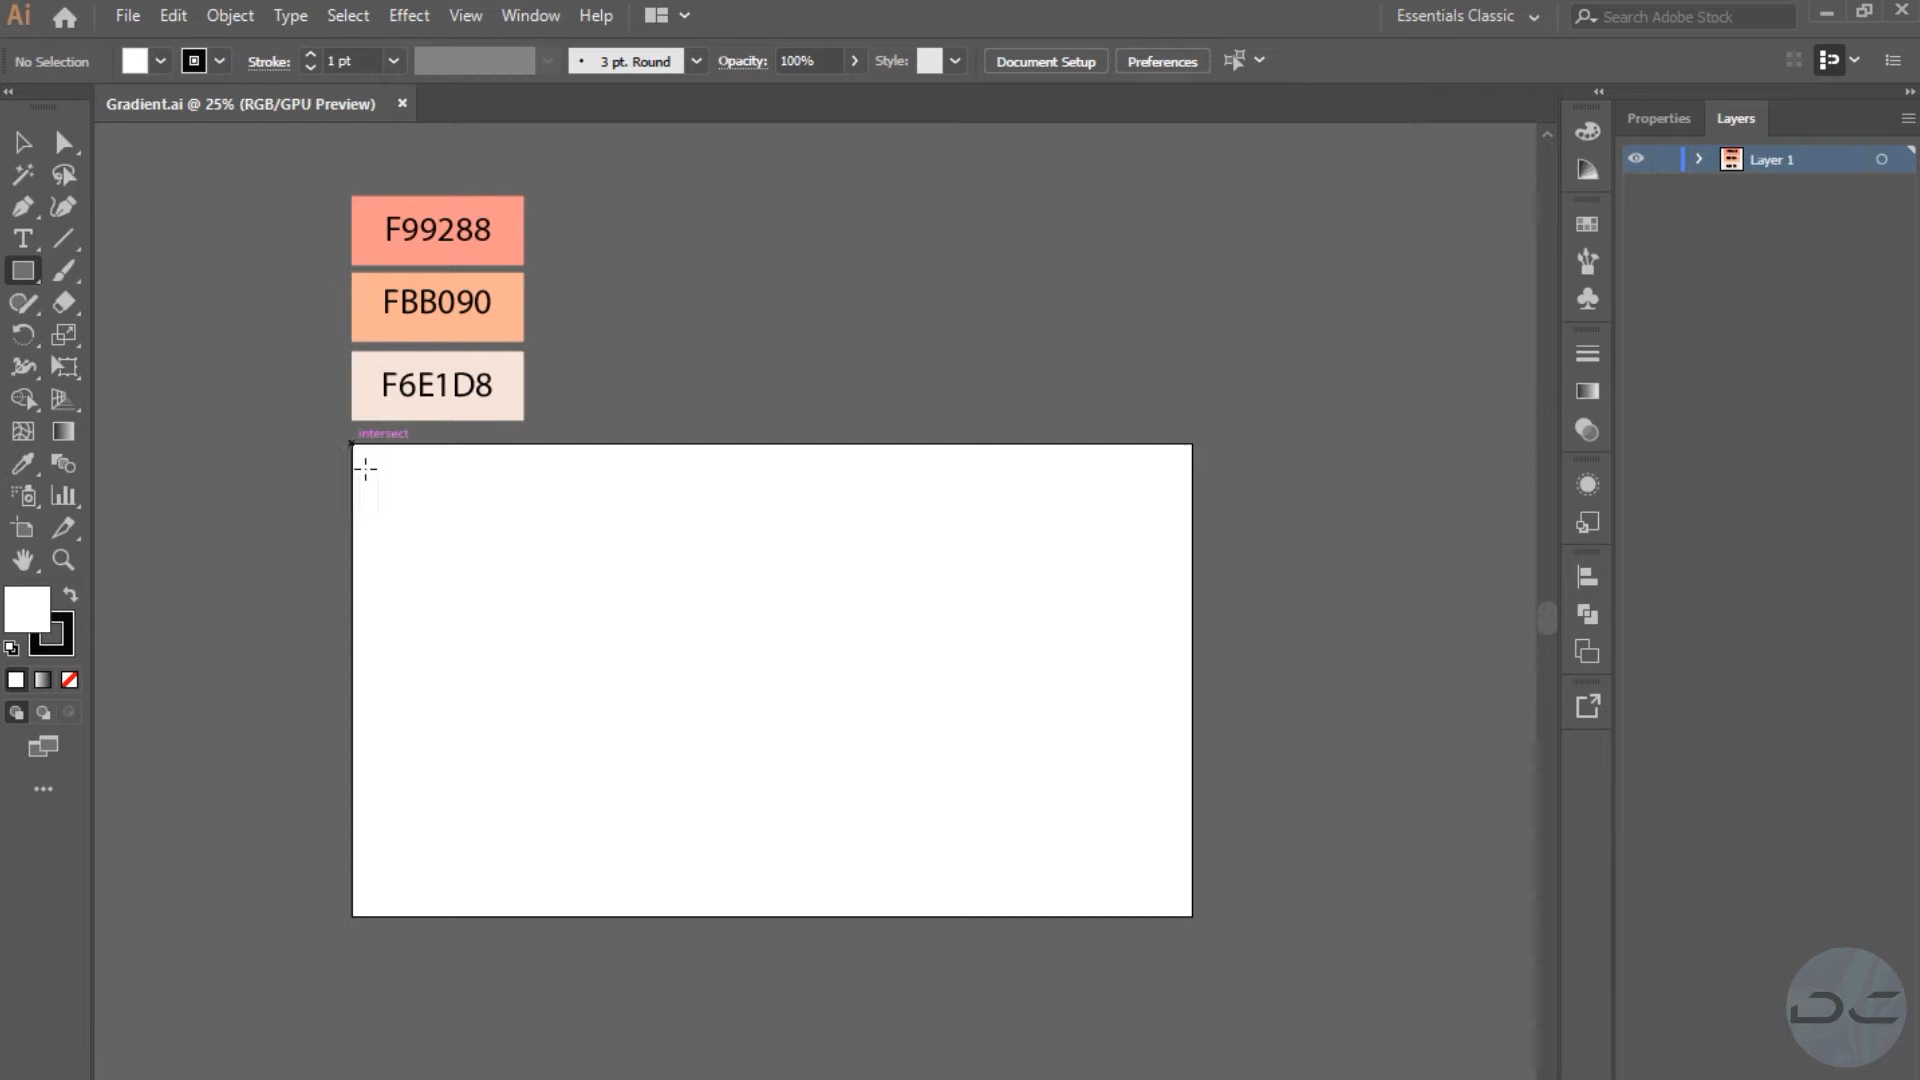 Ai File Edit Object Type Select Effect View Window Help Essentials Classic Search Adobe Stock
No Selection Stroke: 1 pt 3 pt. Round Opacity: 100% Style: Document Setup Preferences
Gradient.ai @ 25% (RGB/GPU Preview)
Properties Layers
Layer 1
F99288
FBB090
F6E1D8
intersect
DC